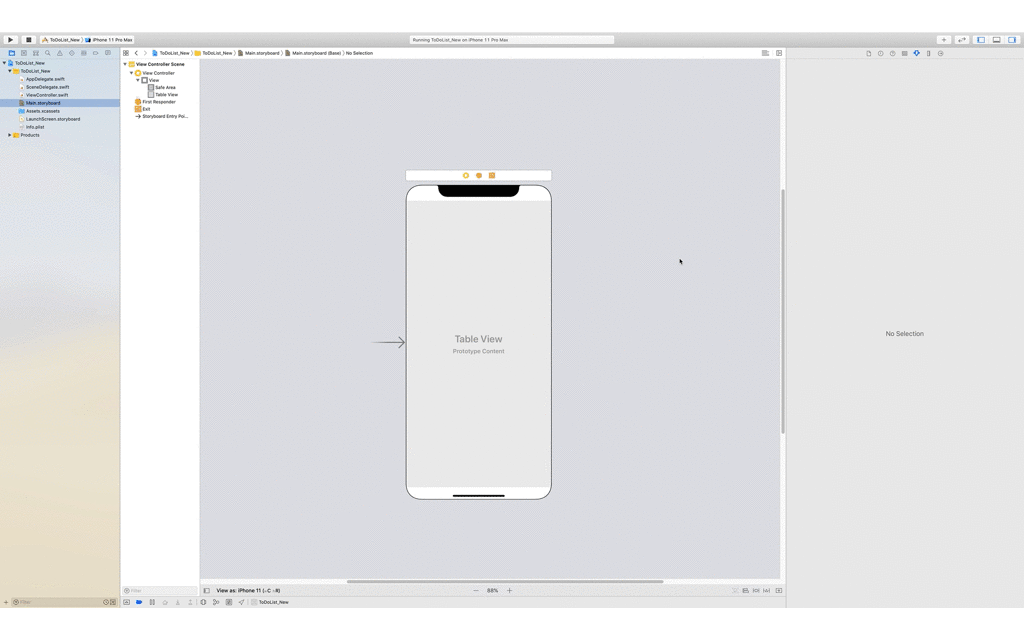 ToDoList_New
iPhone 11 Pro Max
Running ToDoList_New on iPhone 11 Pro Max
ToDoList_New
ToDoList_New
Main.storyboard
Main.storyboard (Base)
No Selection
ToDoList_New
ToDoList_New
AppDelegate.swift
SceneDelegate.swift
ViewController.swift
Main.storyboard
Assets.xcassets
LaunchScreen.storyboard
Info.plist
Products
View Controller Scene
View Controller
View
Safe Area
Table View
First Responder
Exit
Storyboard Entry Poi...
Table View
Prototype Content
No Selection
Filter
View as: iPhone 11
88%
Filter
ToDoList_New